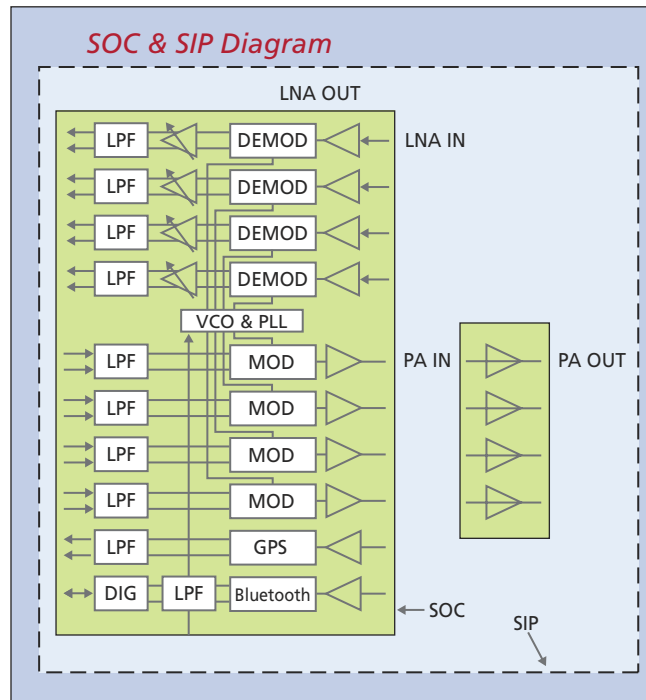 SOC & SIP Diagram
LNA OUT
LPF DEMOD LNA IN
LPF DEMOD
LPF DEMOD
LPF DEMOD
VCO & PLL
LPF MOD PA IN PA OUT
LPF MOD
LPF MOD
LPF MOD
LPF GPS
DIG LPF Bluetooth
SOC
SIP